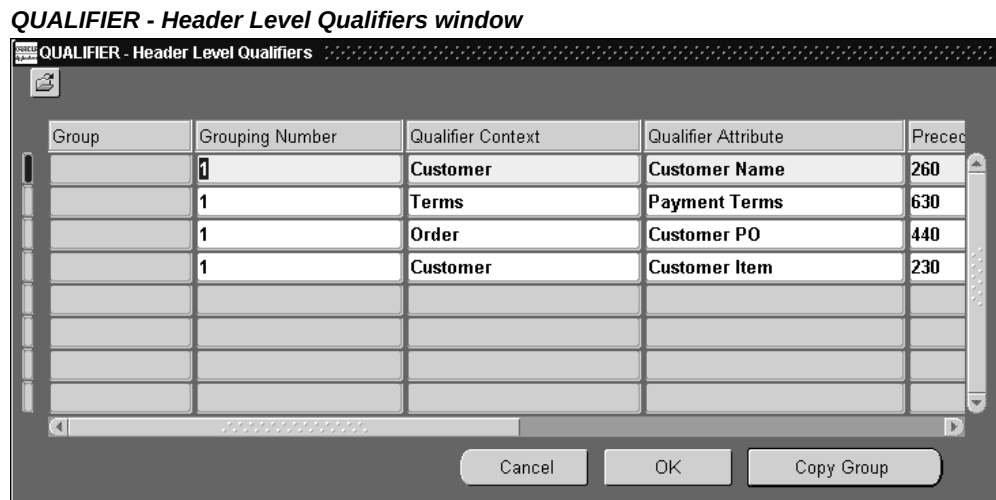 QUALIFIER - Header Level Qualifiers window
QUALIFIER - Header Level Qualifiers
Group Grouping Number Qualifier Context Qualifier Attribute Preced
1 Customer Customer Name 260
1 Terms Payment Terms 630
1 Order Customer PO 440
1 Customer Customer Item 230
Cancel OK Copy Group